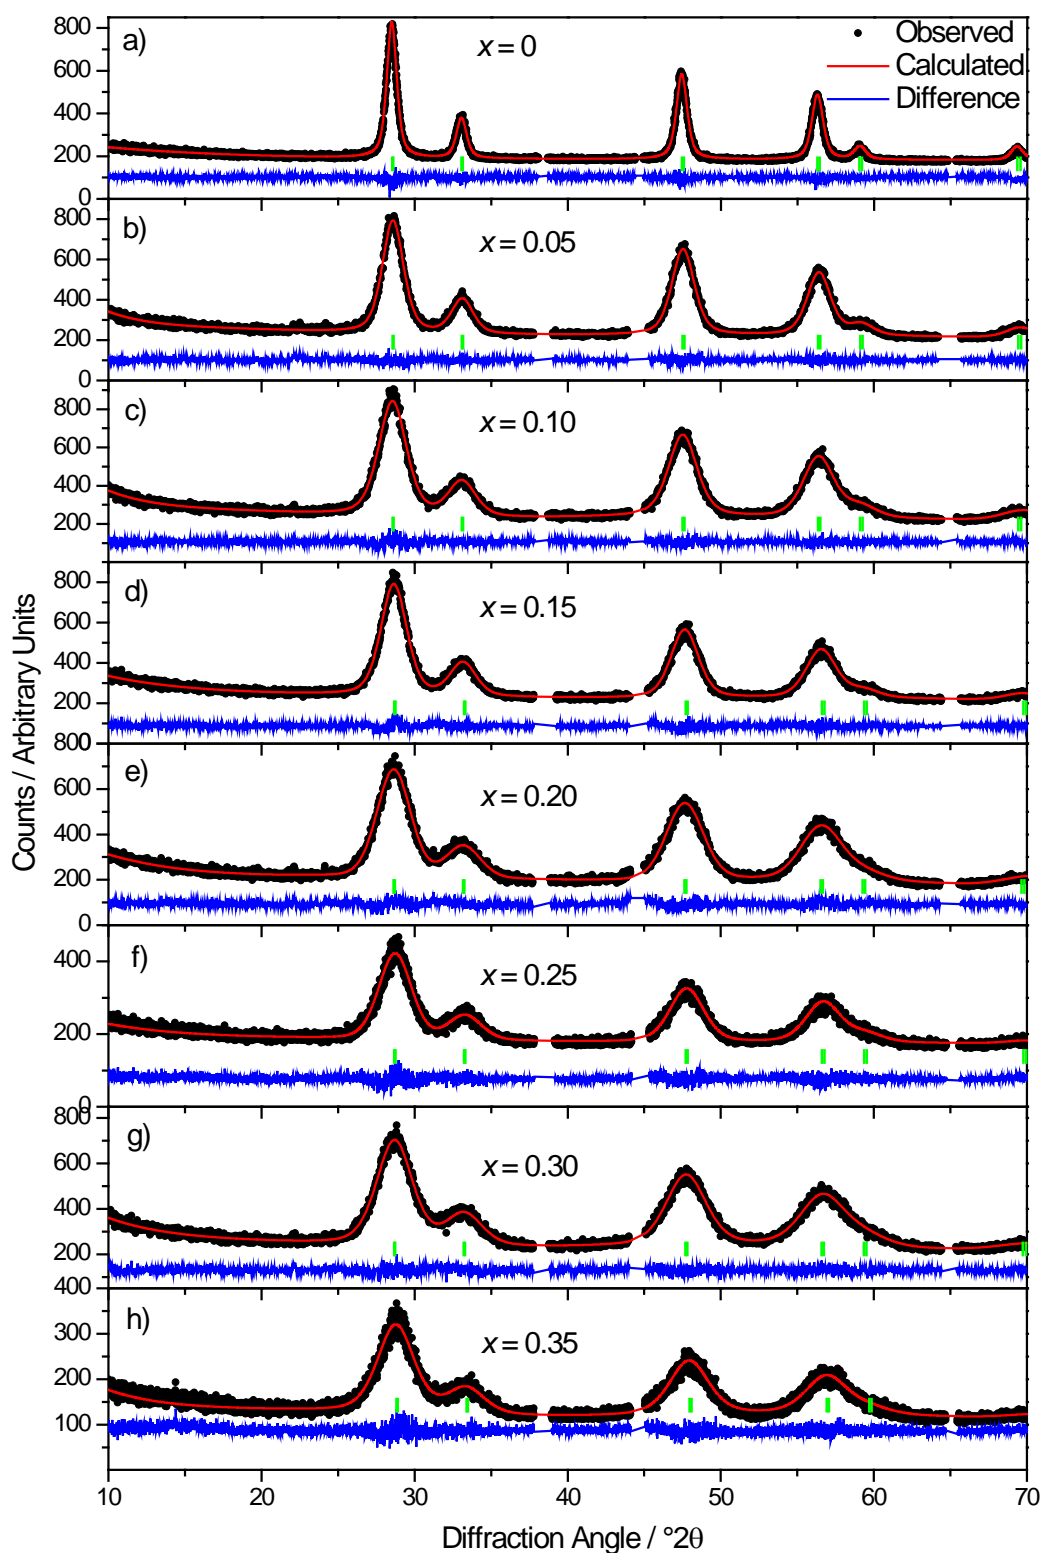 Counts / Arbitrary Units
a)
x = 0
Observed
Calculated
Difference
800
600
400
200
0
b)
x = 0.05
800
600
400
200
0
c)
x = 0.10
800
600
400
200
d)
x = 0.15
800
600
400
200
0
e)
x = 0.20
800
600
400
200
0
f)
x = 0.25
400
200
0
g)
x = 0.30
800
600
400
200
h)
x = 0.35
400
300
200
100
10 20 30 40 50 60 70
Diffraction Angle / °2θ